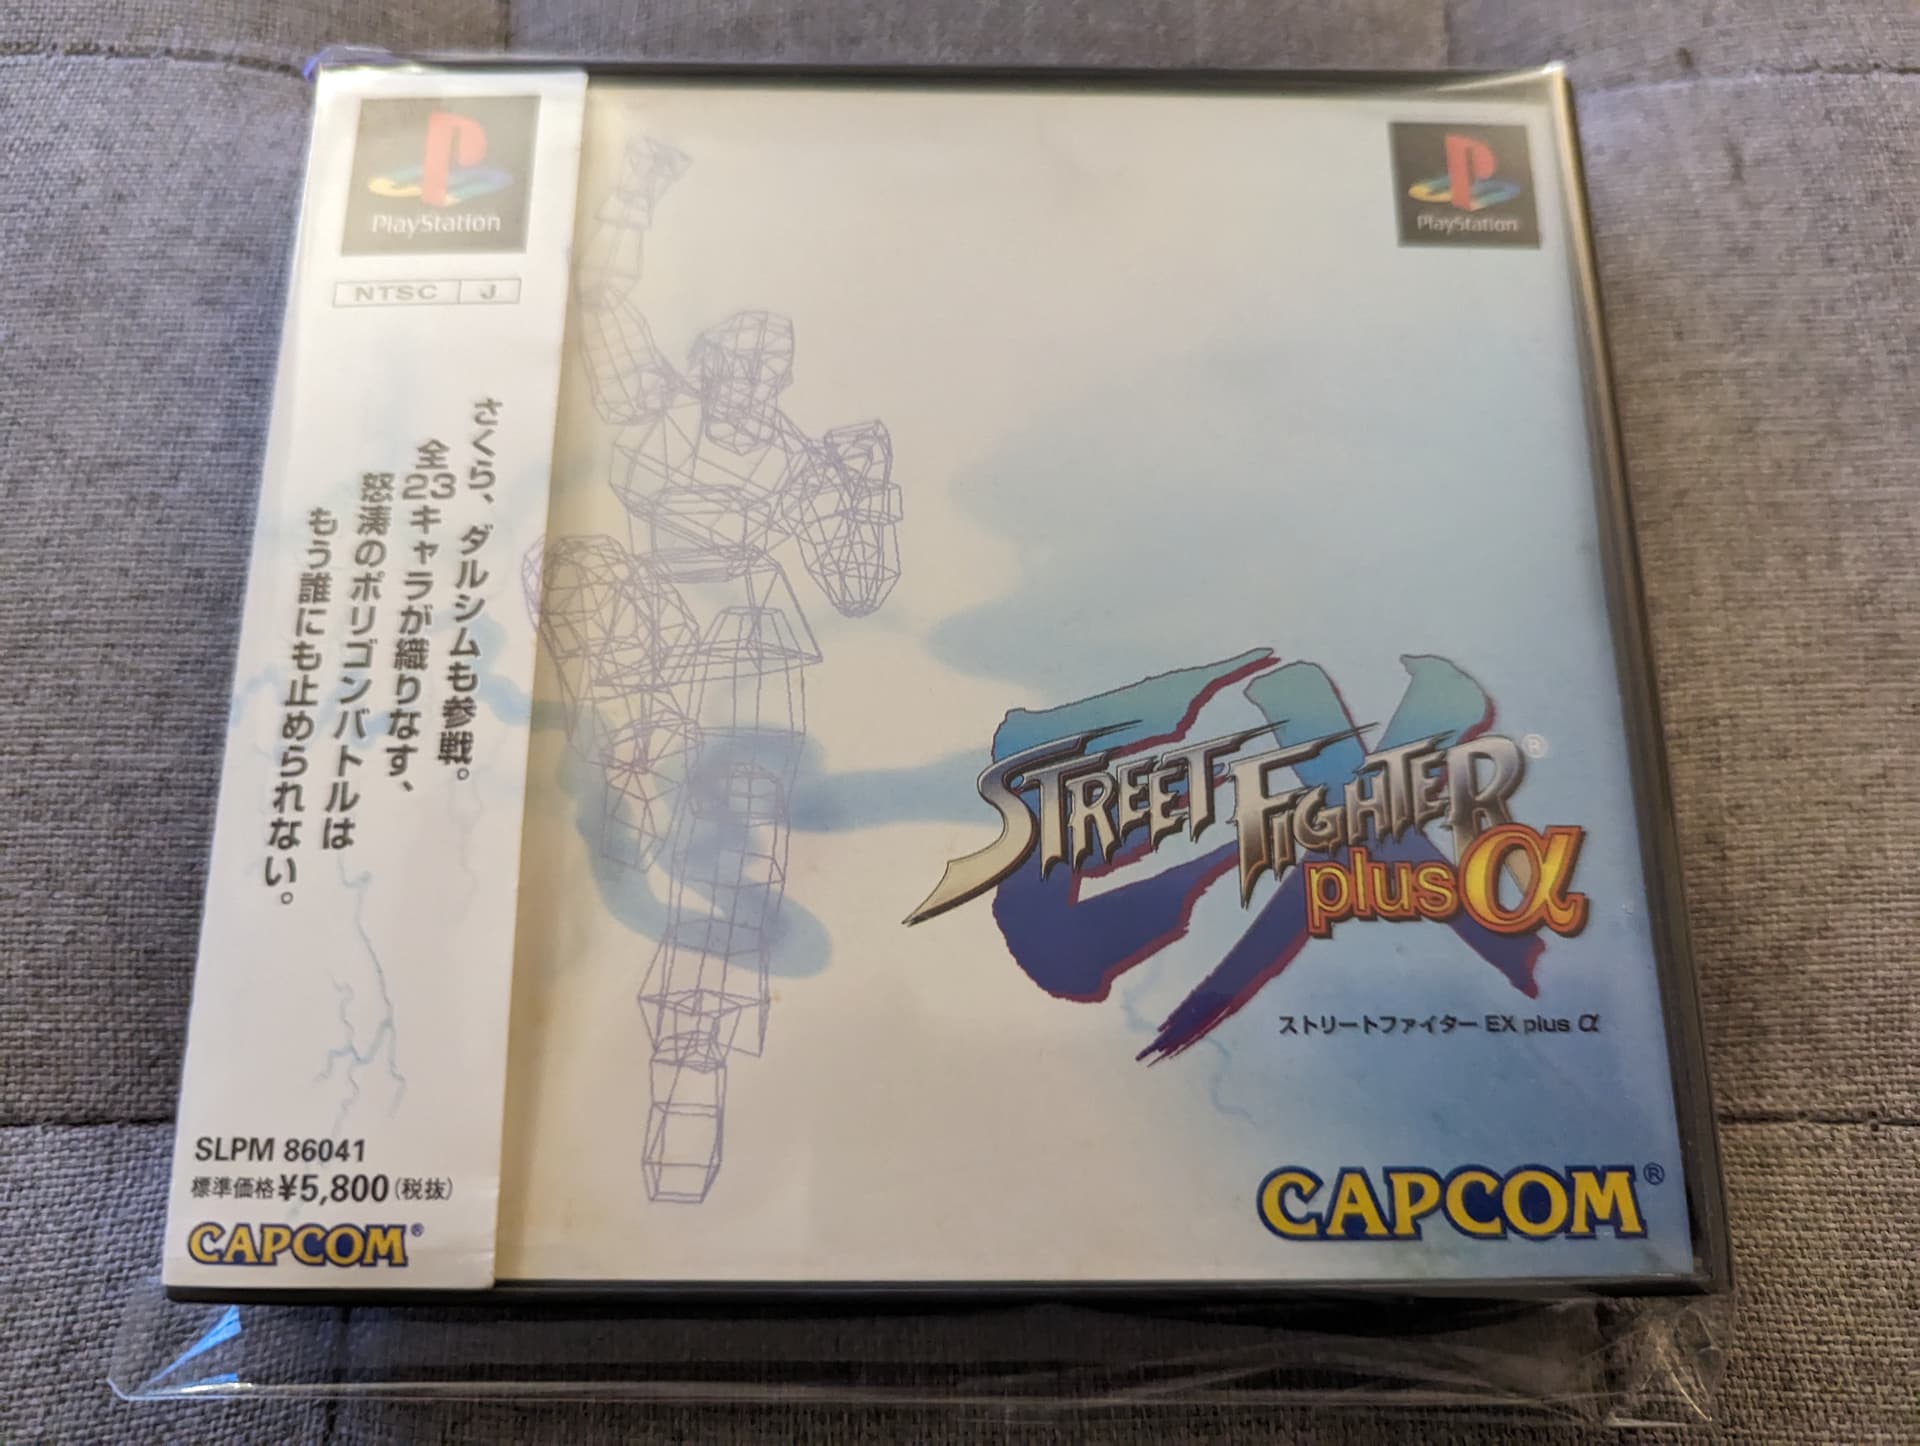 PlayStation
NTSC J
さくら、ダルシムも参戦。
全23キャラが織りなす、
怒涛のポリゴンバトルは
もう誰にも止められない。
SLPM 86041
標準価格¥5,800(税抜)
CAPCOM®
PlayStation
EX
STREET FIGHTER®
plus α
ストリートファイター EX plus α
CAPCOM®